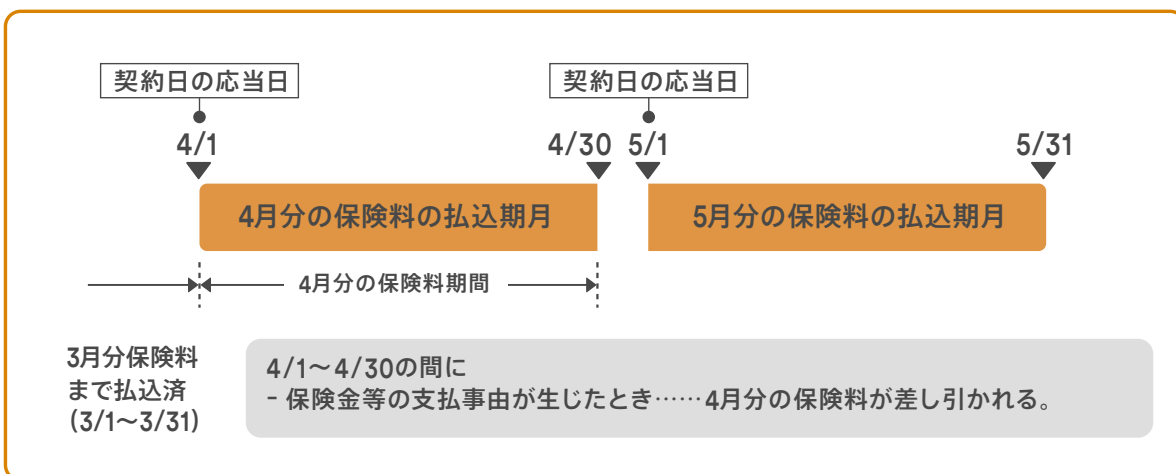 契約日の応当日
契約日の応当日
4/1
4/30
5/1
5/31
4月分の保険料の払込期月
5月分の保険料の払込期月
4月分の保険料期間
3月分保険料
まで払込済
(3/1〜3/31)
4/1〜4/30の間に
- 保険金等の支払事由が生じたとき……4月分の保険料が差し引かれる。